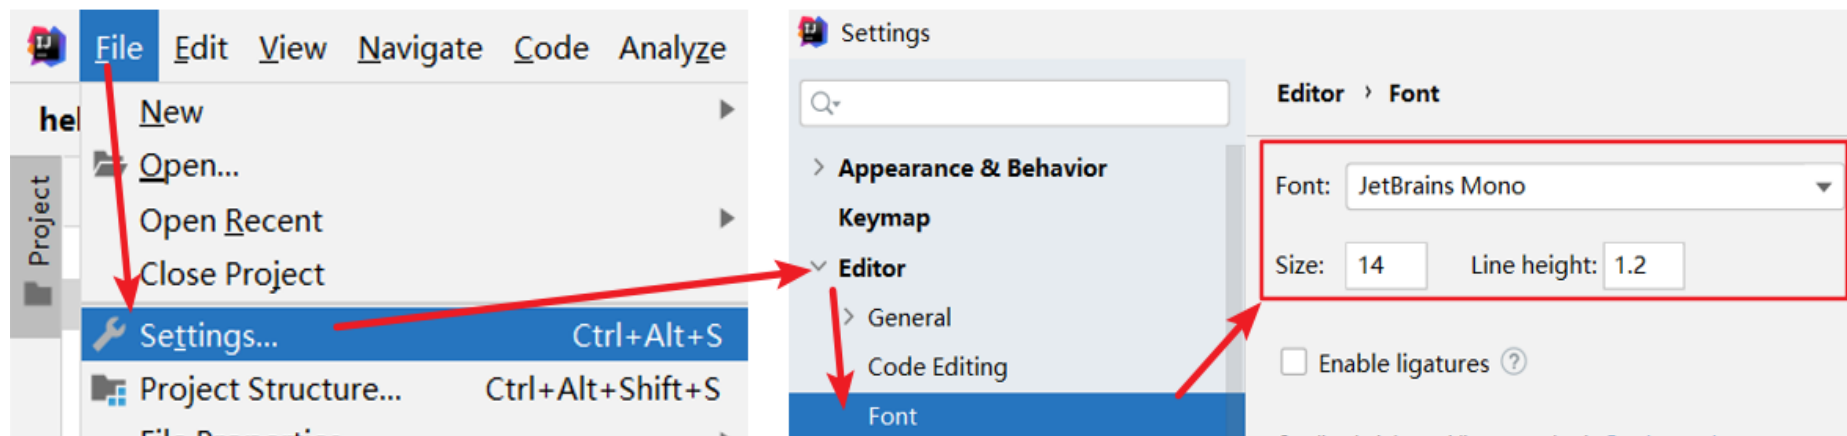 File Edit View Navigate Code Analyze
hel
Project
New
Open...
Open Recent
Close Project
Settings... Ctrl+Alt+S
Project Structure... Ctrl+Alt+Shift+S
Settings
Appearance & Behavior
Keymap
Editor
General
Code Editing
Font
Editor › Font
Font: JetBrains Mono
Size: 14 Line height: 1.2
Enable ligatures ?